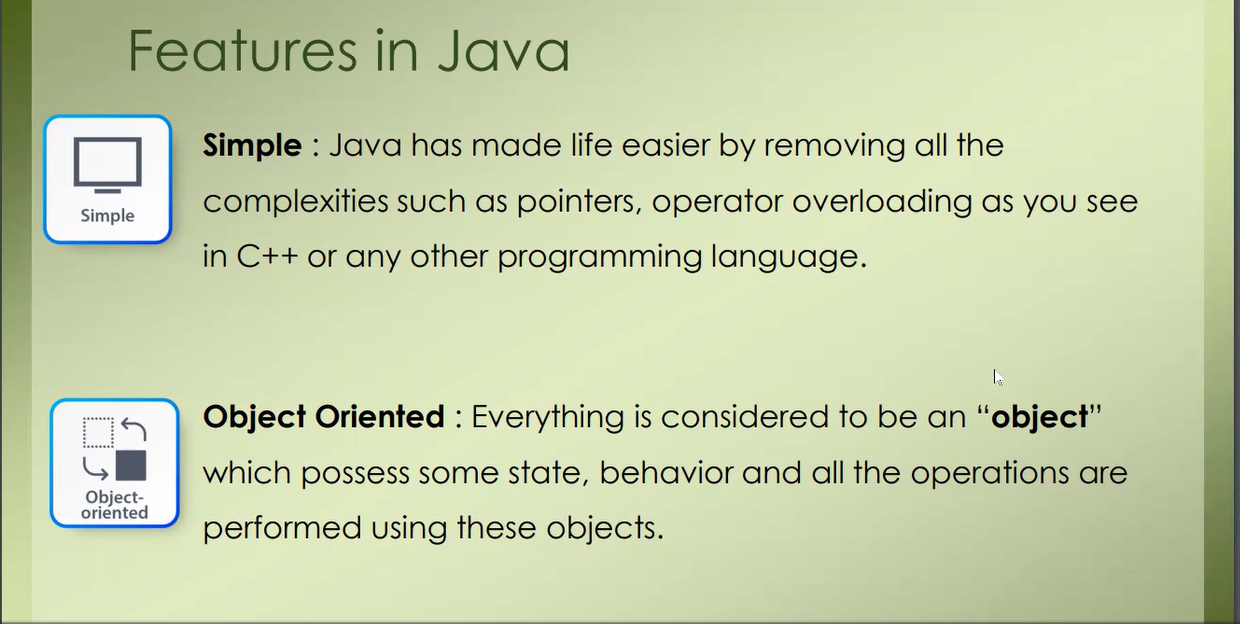 Features in Java
Simple
Simple : Java has made life easier by removing all the
complexities such as pointers, operator overloading as you see
in C++ or any other programming language.
Object-
oriented
Object Oriented : Everything is considered to be an “object”
which possess some state, behavior and all the operations are
performed using these objects.